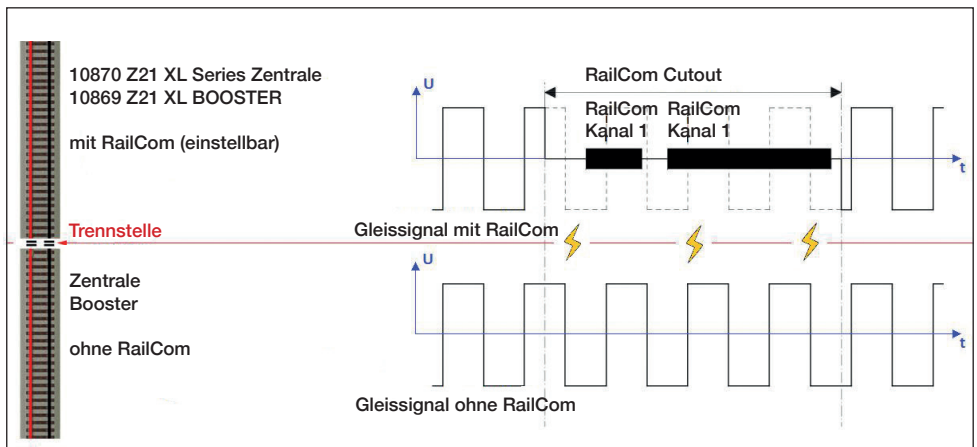 10870 Z21 XL Series Zentrale
10869 Z21 XL BOOSTER
mit RailCom (einstellbar)
Trennstelle
Zentrale
Booster
ohne RailCom
RailCom Cutout
U
RailCom
Kanal 1
RailCom
Kanal 1
t
Gleissignal mit RailCom
U
t
Gleissignal ohne RailCom